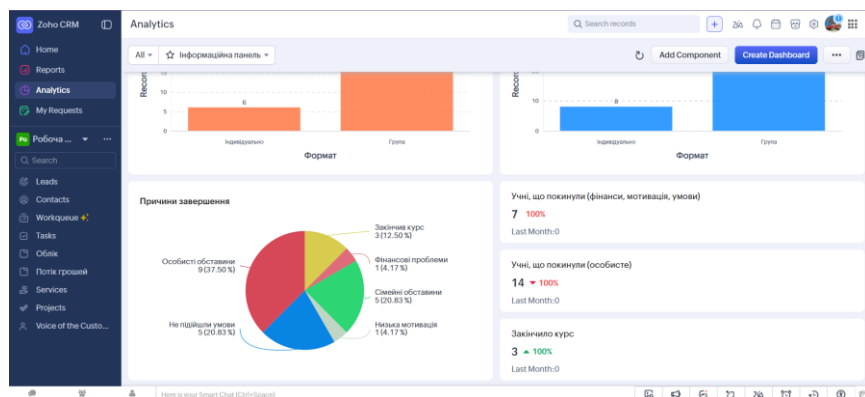 Zoho CRM
Analytics
Search records
Home
Reports
Analytics
My Requests
Робоча ...
Search
Leads
Contacts
Workqueue
Tasks
Облік
Потік грошей
Services
Projects
Voice of the Custo...
All
Інформаційна панель
Add Component
Create Dashboard
15
10
5
0
6
Індивідуально
Група
Формат
10
0
8
Індивідуально
Група
Формат
Причини завершення
Закінчив курс
3 (12.50 %)
Фінансові проблеми
1 (4.17 %)
Сімейні обставини
5 (20.83 %)
Низька мотивація
1 (4.17 %)
Не підійшли умови
5 (20.83 %)
Особисті обставини
9 (37.50 %)
Учні, що покинули (фінанси, мотивація, умови)
7 100%
Last Month:0
Учні, що покинули (особисте)
14 100%
Last Month:0
Закінчило курс
3 100%
Last Month:0
Here is your Smart Chat (Ctrl+Space)